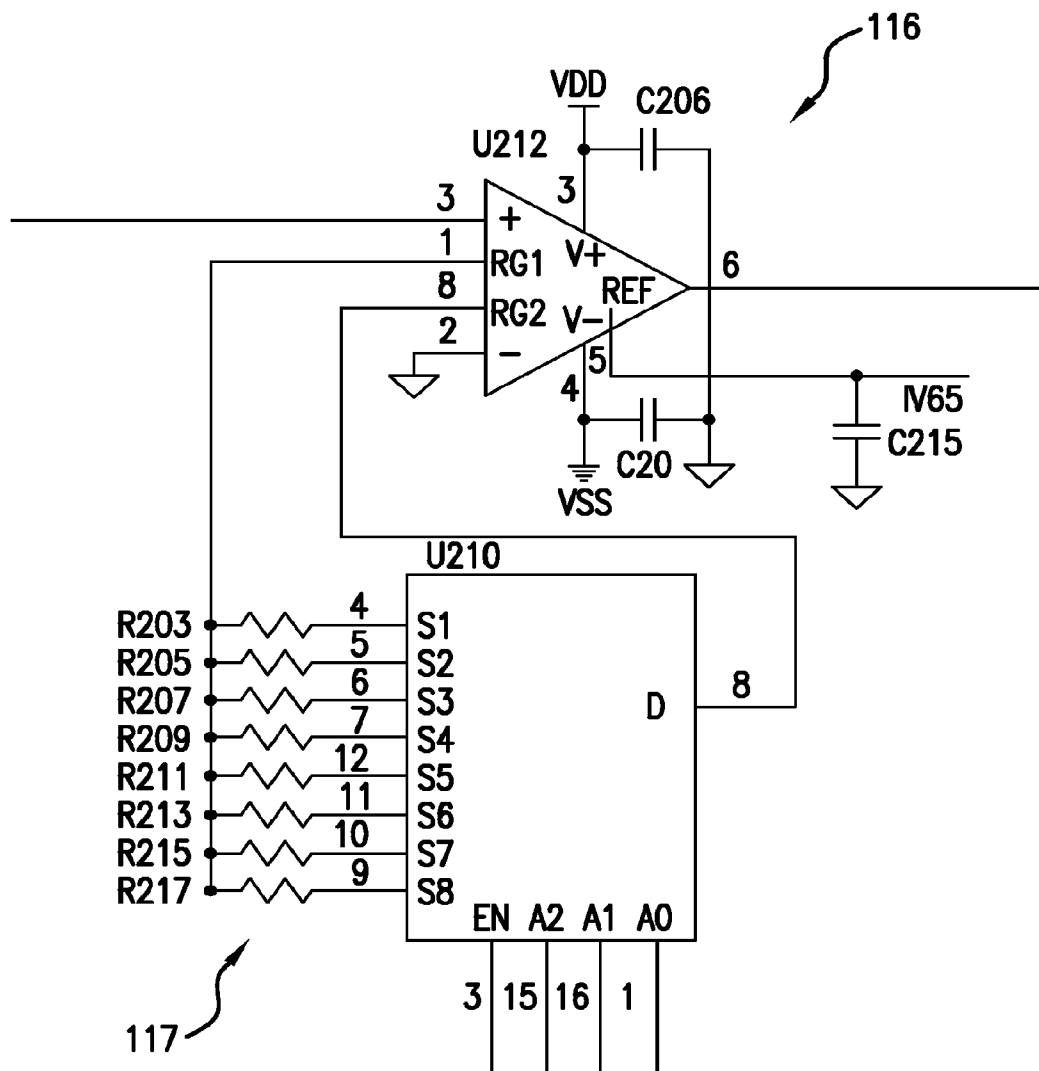 116
VDD
C206
U212
3
3
+
V+
1
RG1
6
8
RG2
REF
V-
2
-
5
4
IV65
C215
C20
VSS
U210
R203
4
S1
R205
5
S2
R207
6
S3
D
8
R209
7
S4
R211
12
S5
R213
11
S6
R215
10
S7
R217
9
S8
EN
A2
A1
A0
3
15
16
1
117